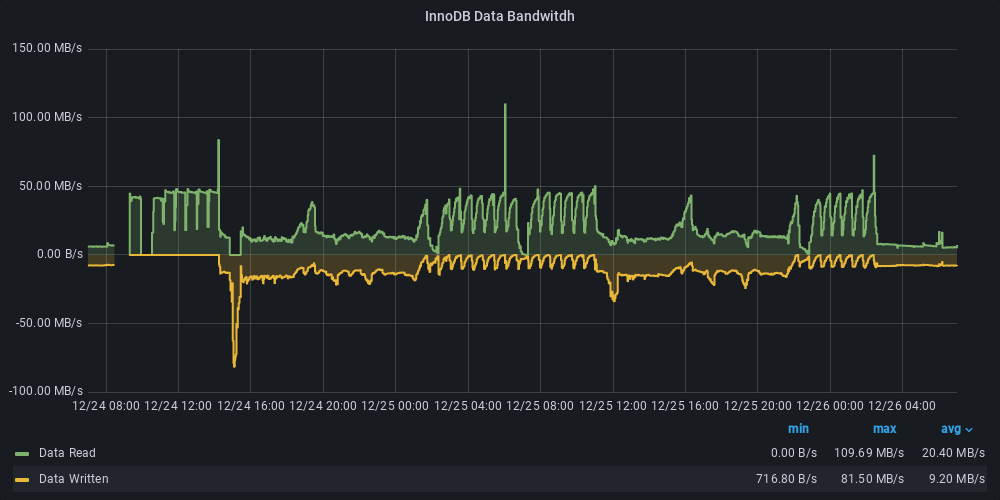 InnoDB Data Bandwitdh
150.00 MB/s
100.00 MB/s
50.00 MB/s
0.00 B/s
-50.00 MB/s
-100.00 MB/s
12/24 08:00 12/24 12:00 12/24 16:00 12/24 20:00 12/25 00:00 12/25 04:00 12/25 08:00 12/25 12:00 12/25 16:00 12/25 20:00 12/26 00:00 12/26 04:00
min max avg
Data Read 0.00 B/s 109.69 MB/s 20.40 MB/s
Data Written 716.80 B/s 81.50 MB/s 9.20 MB/s